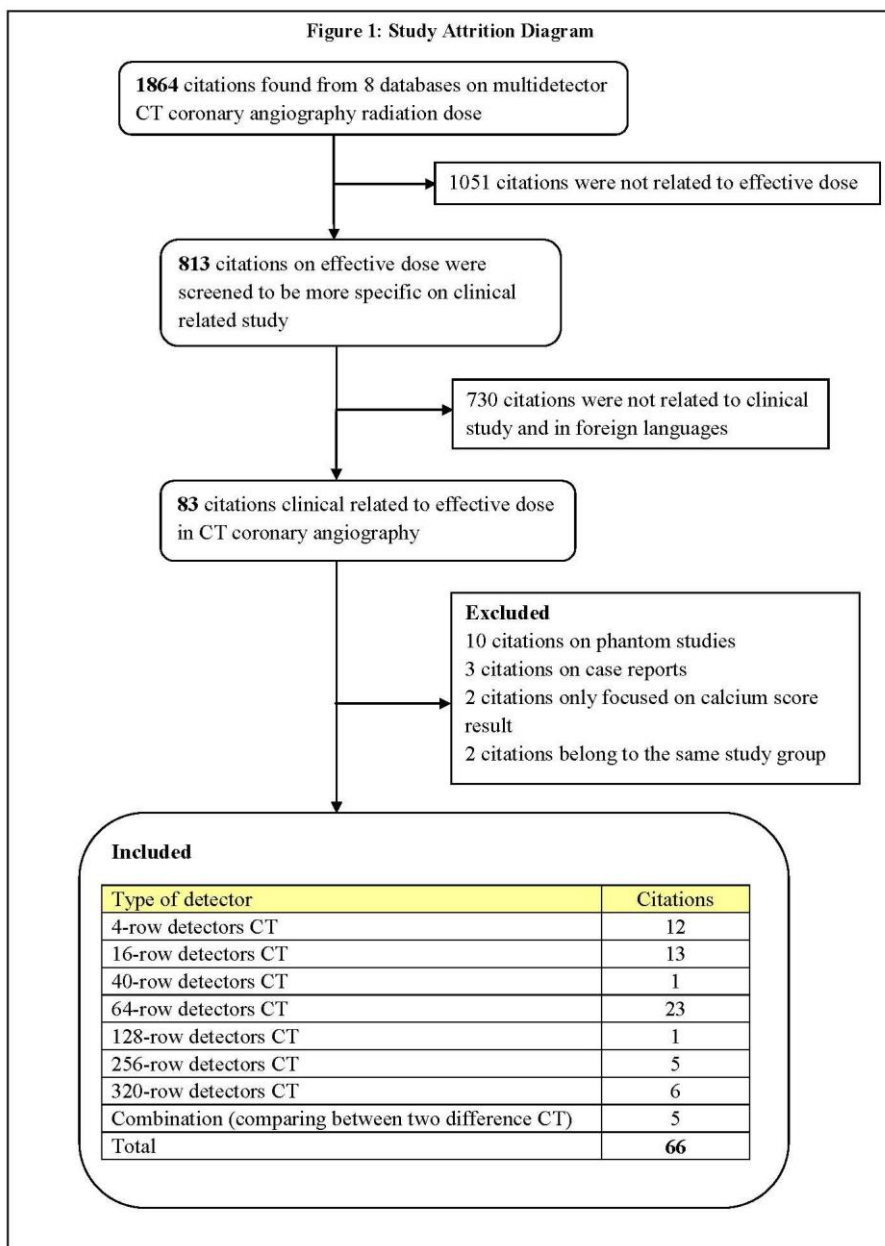 Figure 1: Study Attrition Diagram
1864 citations found from 8 databases on multidetector
CT coronary angiography radiation dose
1051 citations were not related to effective dose
813 citations on effective dose were
screened to be more specific on clinical
related study
730 citations were not related to clinical
study and in foreign languages
83 citations clinical related to effective dose
in CT coronary angiography
Excluded
10 citations on phantom studies
3 citations on case reports
2 citations only focused on calcium score
result
2 citations belong to the same study group
Included
Type of detector Citations
4-row detectors CT 12
16-row detectors CT 13
40-row detectors CT 1
64-row detectors CT 23
128-row detectors CT 1
256-row detectors CT 5
320-row detectors CT 6
Combination (comparing between two difference CT) 5
Total 66